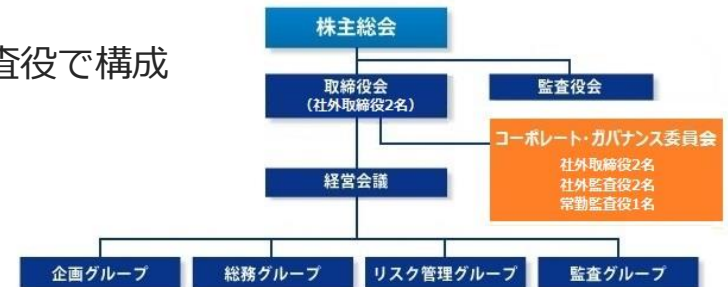 株主総会
査役で構成
取締役会
(社外取締役2名)
監査役会
コーポレート・ガバナンス委員会
社外取締役2名
社外監査役2名
常勤監査役1名
経営会議
企画グループ
総務グループ
リスク管理グループ
監査グループ